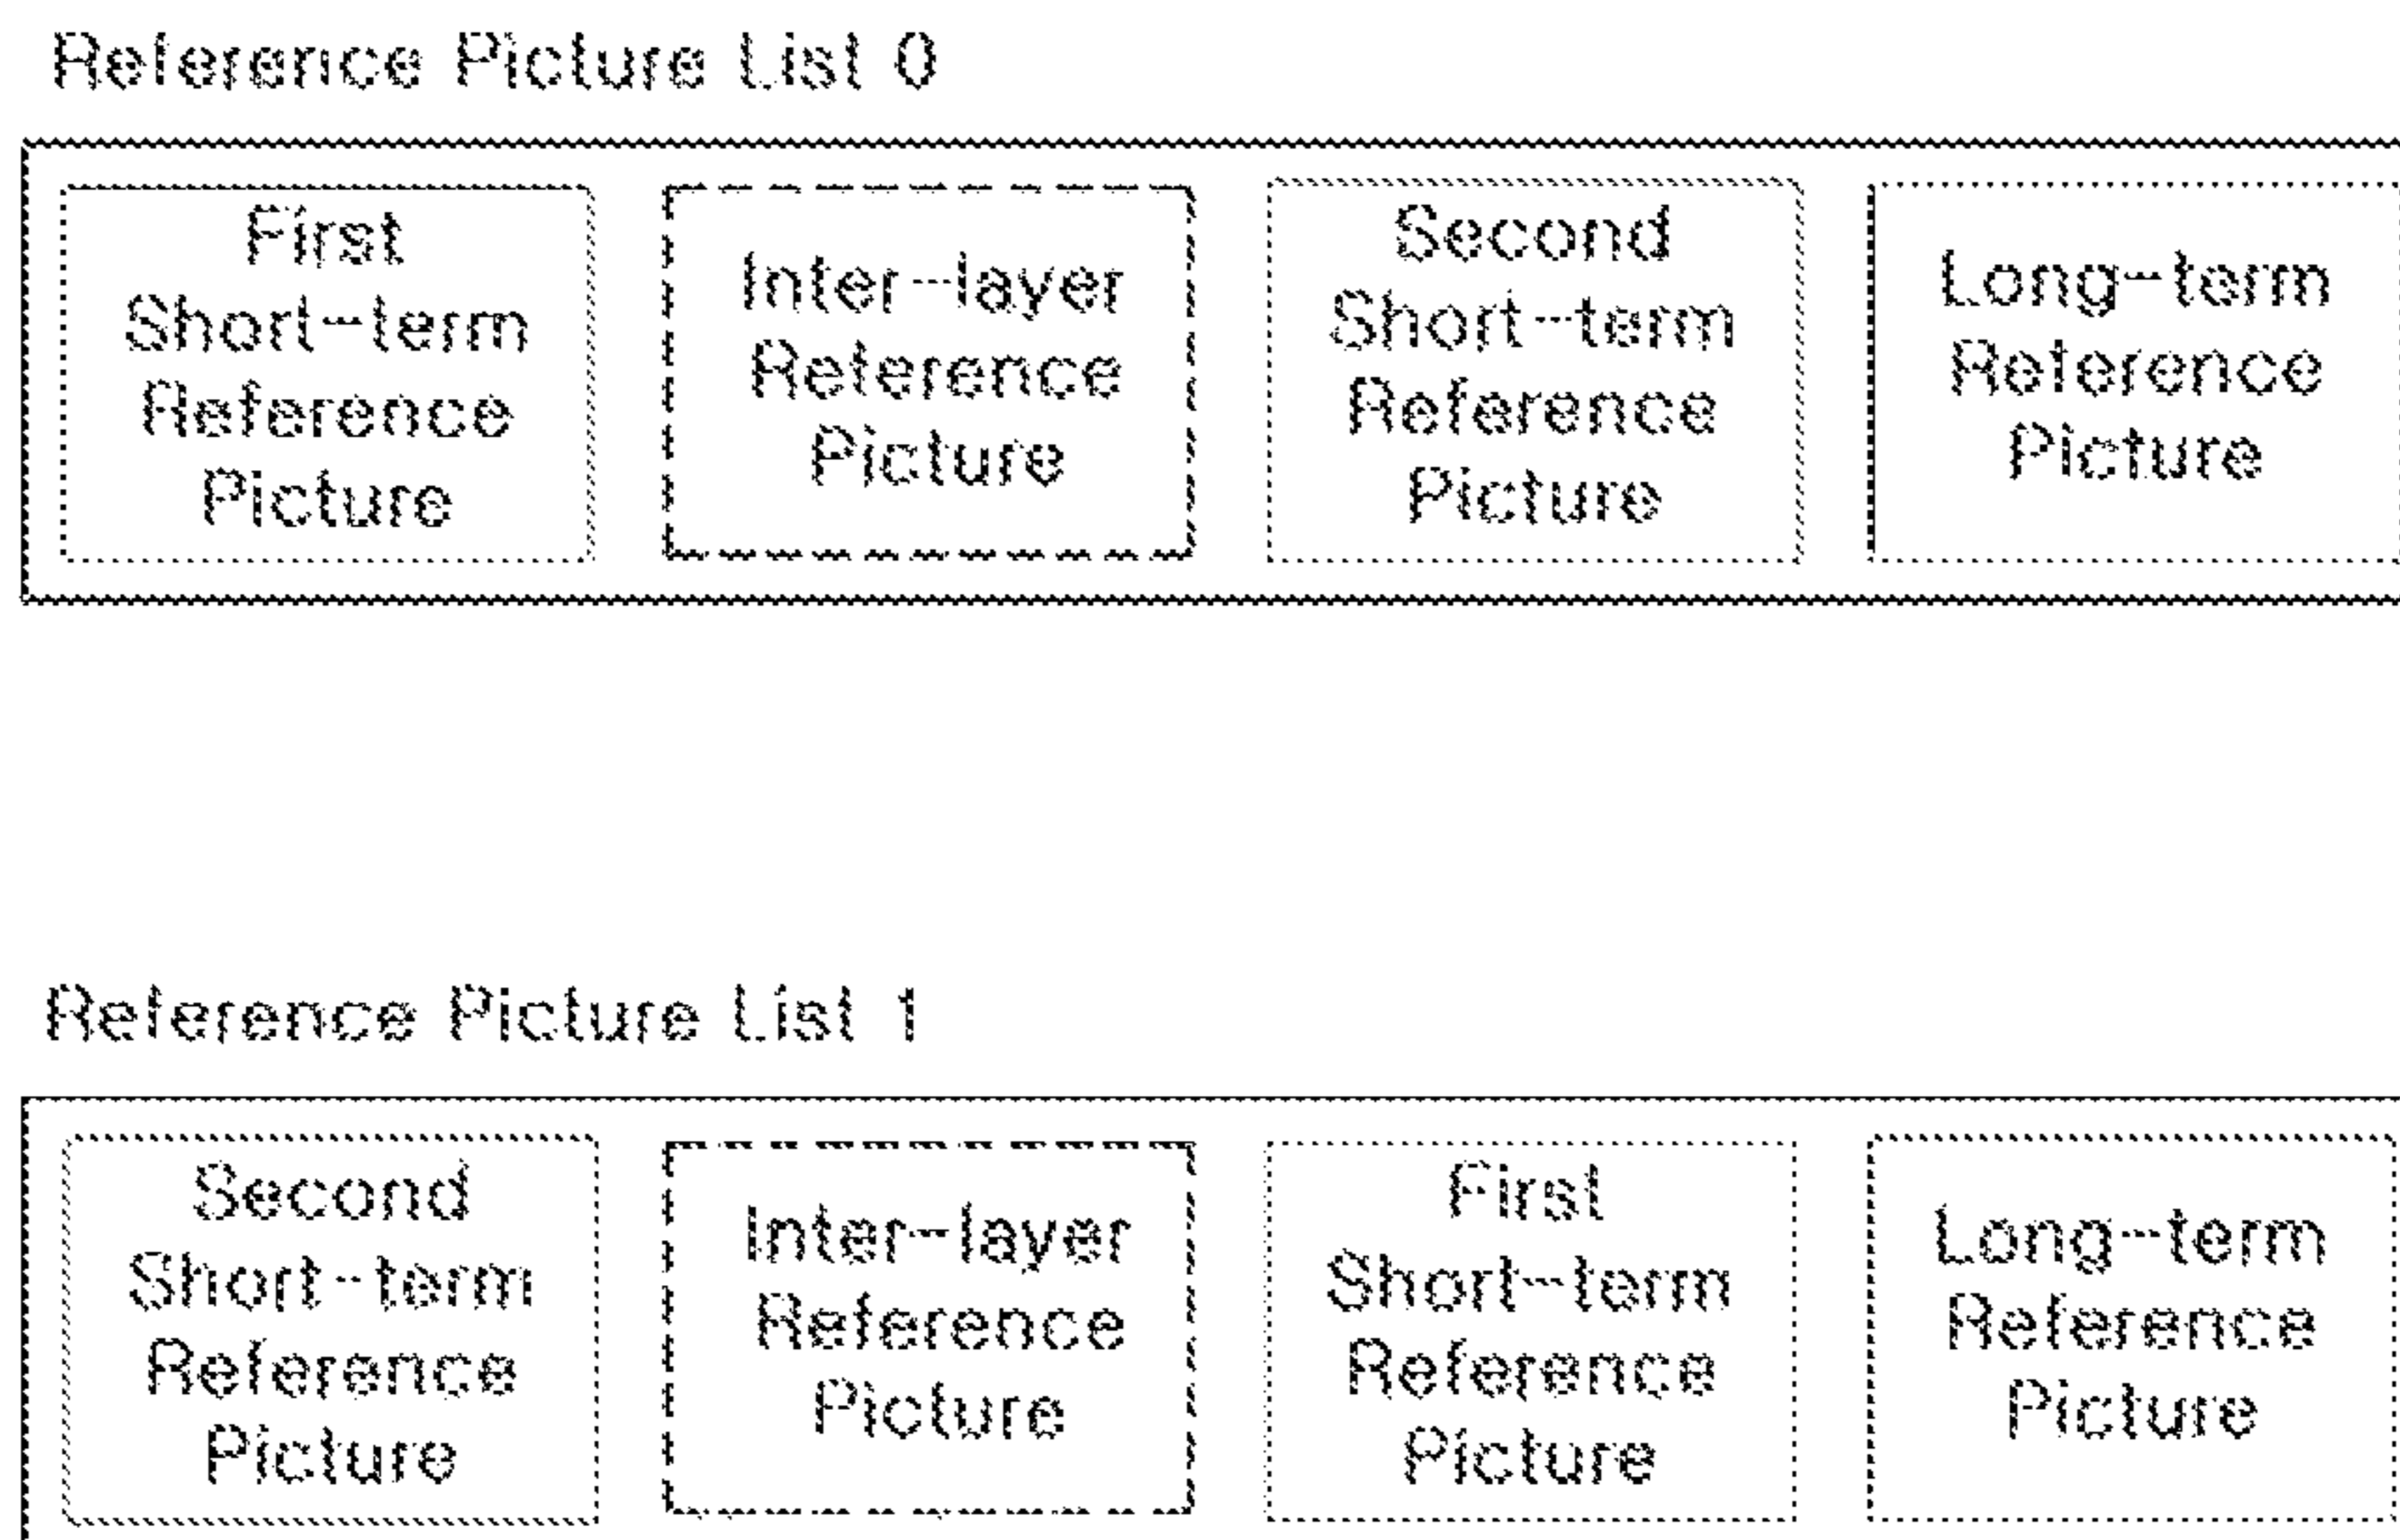 Reference Picture List 0
First
Short-term
Reference
Picture
Inter-layer
Reference
Picture
Second
Short-term
Reference
Picture
Long-term
Reference
Picture
Reference Picture List 1
Second
Short-term
Reference
Picture
Inter-layer
Reference
Picture
First
Short-term
Reference
Picture
Long-term
Reference
Picture